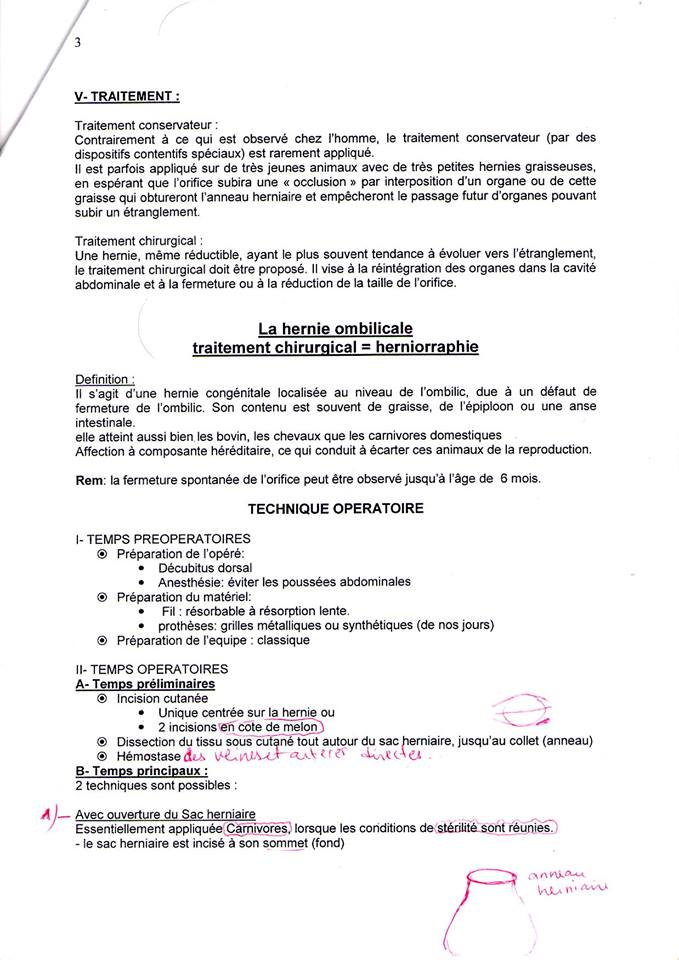 3
V- TRAITEMENT :
Traitement conservateur :
Contrairement à ce qui est observé chez l'homme, le traitement conservateur (par des
dispositifs contentifs spéciaux) est rarement appliqué.
Il est parfois appliqué sur de très jeunes animaux avec de très petites hernies graisseuses,
en espérant que l'orifice subira une « occlusion » par interposition d'un organe ou de cette
graisse qui obtureront l'anneau herniaire et empêcheront le passage futur d'organes pouvant
subir un étranglement.
Traitement chirurgical :
Une hernie, même réductible, ayant le plus souvent tendance à évoluer vers l'étranglement,
le traitement chirurgical doit être proposé. Il vise à la réintégration des organes dans la cavité
abdominale et à la fermeture ou à la réduction de la taille de l'orifice.
La hernie ombilicale
traitement chirurgical = herniorraphie
Definition :
Il s'agit d'une hernie congénitale localisée au niveau de l'ombilic, due à un défaut de
fermeture de l'ombilic. Son contenu est souvent de graisse, de l'épiploon ou une anse
intestinale.
elle atteint aussi bien les bovin, les chevaux que les carnivores domestiques
Affection à composante héréditaire, ce qui conduit à écarter ces animaux de la reproduction.
Rem: la fermeture spontanée de l'orifice peut être observé jusqu'à l'âge de 6 mois.
TECHNIQUE OPERATOIRE
I- TEMPS PREOPERATOIRES
Préparation de l'opéré:
• Décubitus dorsal
• Anesthésie: éviter les poussées abdominales
Préparation du matériel:
• Fil : résorbable à résorption lente.
• prothèses: grilles métalliques ou synthétiques (de nos jours)
Préparation de l'equipe : classique
II- TEMPS OPERATOIRES
A- Temps préliminaires
Incision cutanée
• Unique centrée sur la hernie ou
• 2 incisions en cote de melon
Dissection du tissu sous cutané tout autour du sac herniaire, jusqu'au collet (anneau)
Hémostase des veines et arteres directes.
B- Temps principaux :
2 techniques sont possibles :
1)- Avec ouverture du Sac herniaire
Essentiellement appliquée Carnivores, lorsque les conditions de stérilité sont réunies.
- le sac herniaire est incisé à son sommet (fond)
anneau
herniaire